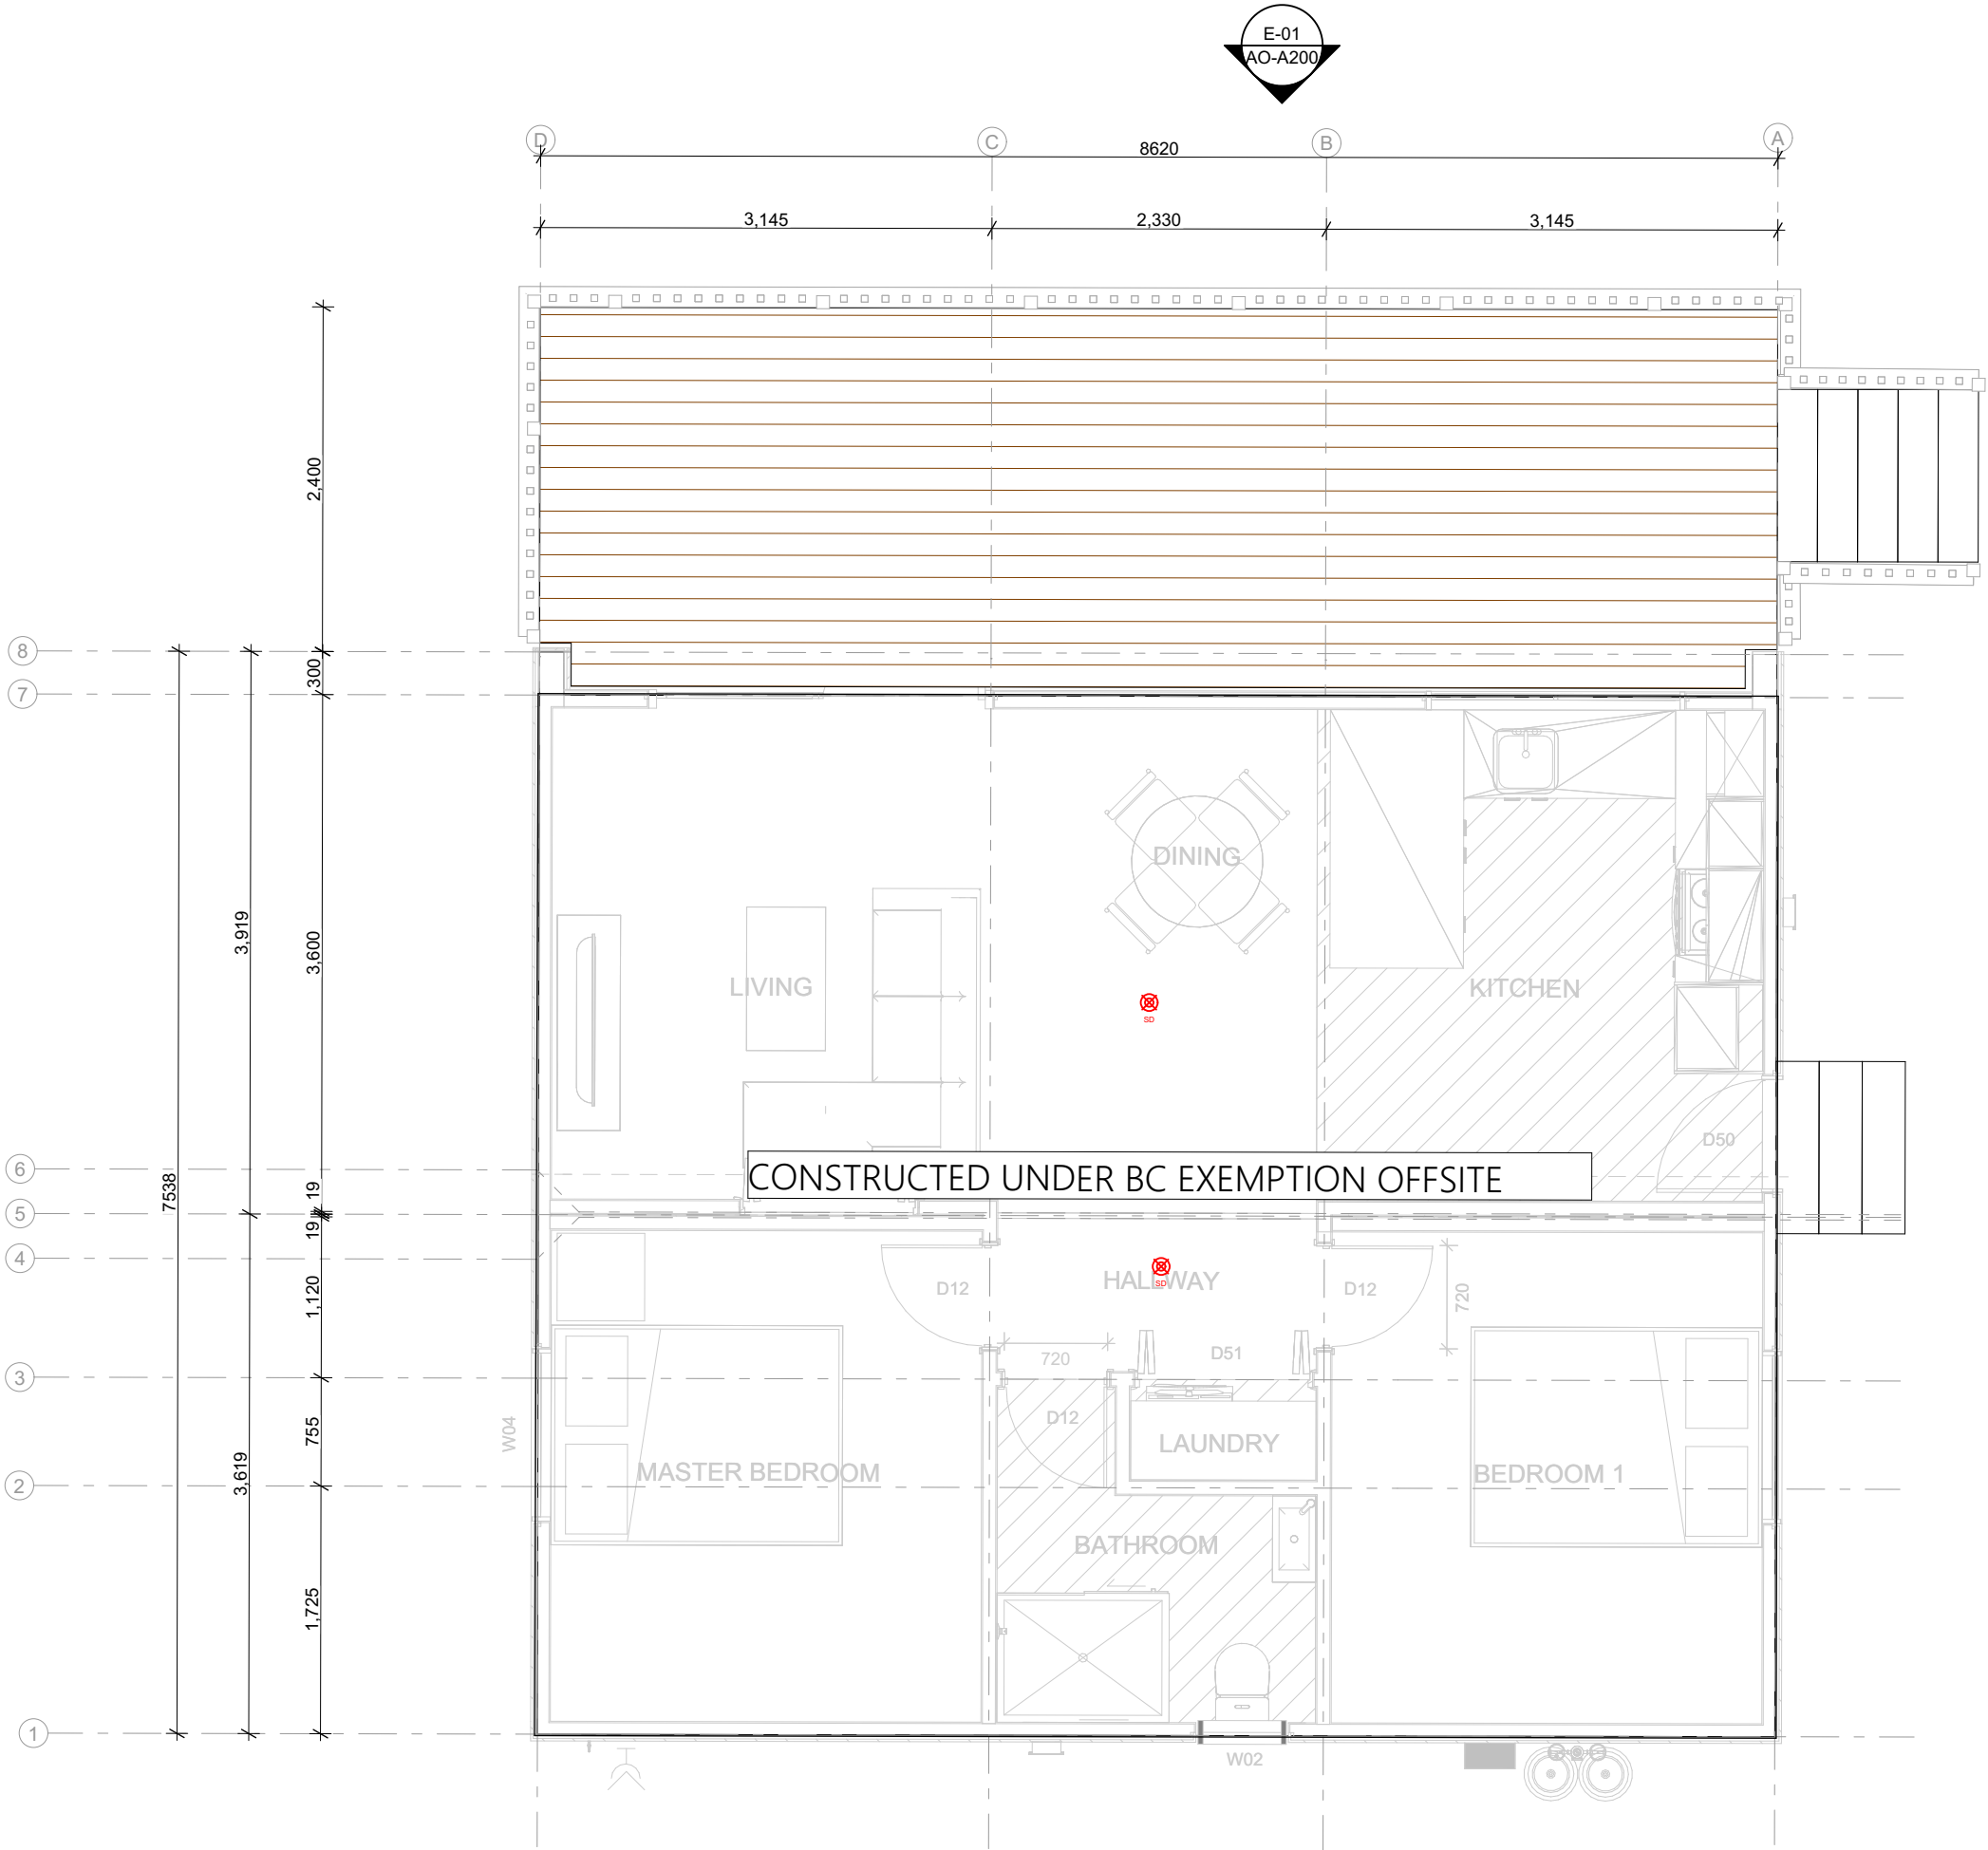 E-01
AO-A200
D
C
B
A
8620
3,145
2,330
3,145
2,400
8
300
7
3,919
3,600
DINING
LIVING
KITCHEN
SD
D50
CONSTRUCTED UNDER BC EXEMPTION OFFSITE
6
7538
19
5
19
4
1,120
D12
HALLWAY
SD
D12
720
720
D51
3
755
W04
D12
LAUNDRY
3,619
MASTER BEDROOM
BEDROOM 1
2
BATHROOM
1,725
1
W02